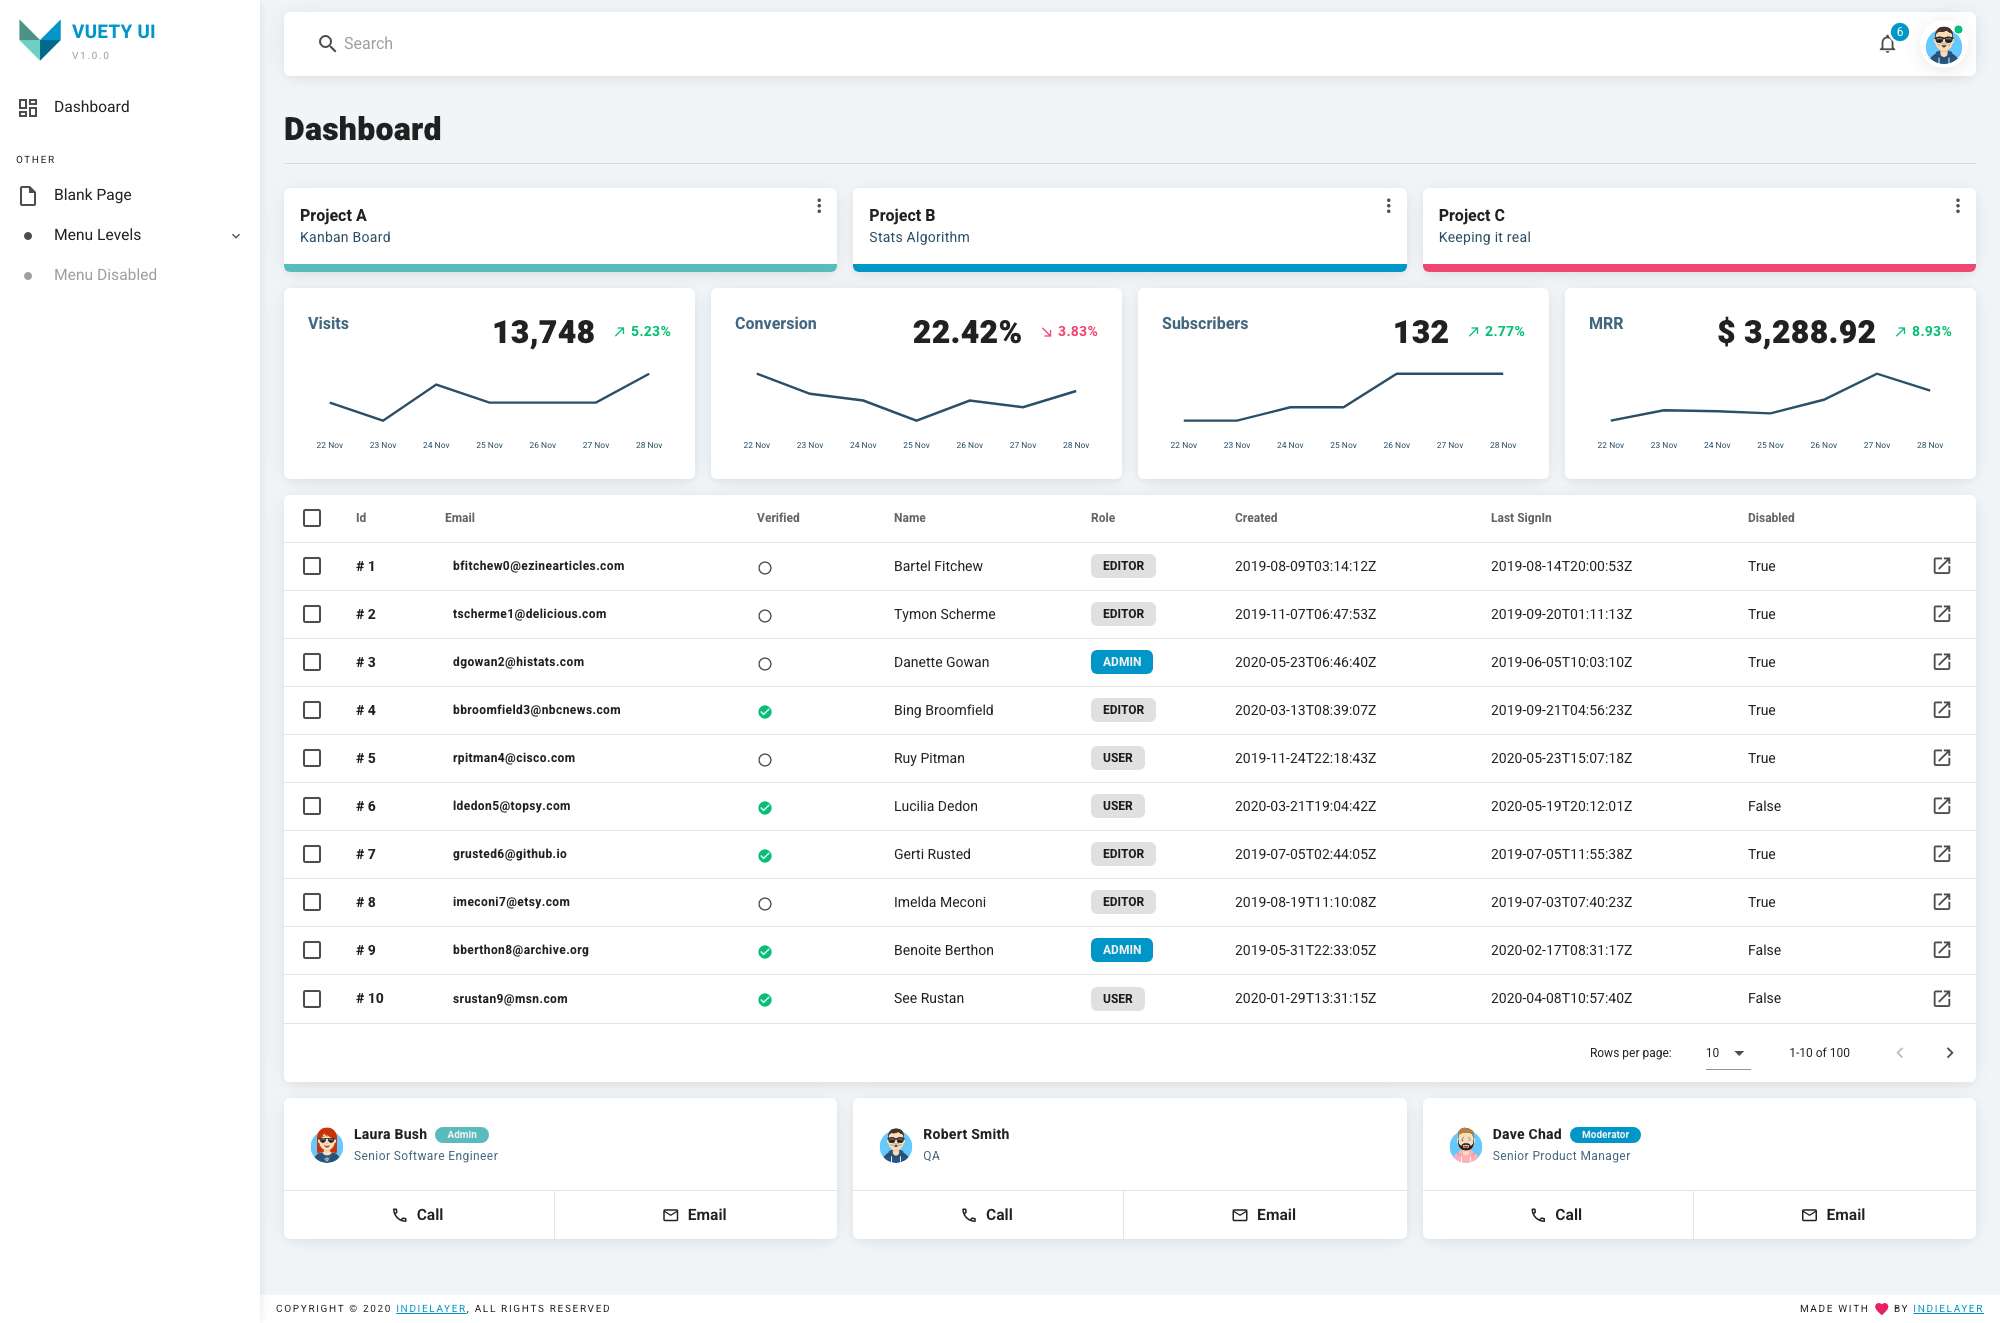 VUETY UI
V1.0.0
Dashboard
OTHER
Blank Page
Menu Levels
Menu Disabled
Search
6
Dashboard
Project A
Kanban Board
Project B
Stats Algorithm
Project C
Keeping it real
Visits 13,748 5.23%
22 Nov 23 Nov 24 Nov 25 Nov 26 Nov 27 Nov 28 Nov
Conversion 22.42% 3.83%
22 Nov 23 Nov 24 Nov 25 Nov 26 Nov 27 Nov 28 Nov
Subscribers 132 2.77%
22 Nov 23 Nov 24 Nov 25 Nov 26 Nov 27 Nov 28 Nov
MRR $ 3,288.92 8.93%
22 Nov 23 Nov 24 Nov 25 Nov 26 Nov 27 Nov 28 Nov
Id Email Verified Name Role Created Last SignIn Disabled
# 1 bfitchew0@ezinearticles.com Bartel Fitchew EDITOR 2019-08-09T03:14:12Z 2019-08-14T20:00:53Z True
# 2 tscherme1@delicious.com Tymon Scherme EDITOR 2019-11-07T06:47:53Z 2019-09-20T01:11:13Z True
# 3 dgowan2@histats.com Danette Gowan ADMIN 2020-05-23T06:46:40Z 2019-06-05T10:03:10Z True
# 4 bbroomfield3@nbcnews.com Bing Broomfield EDITOR 2020-03-13T08:39:07Z 2019-09-21T04:56:23Z True
# 5 rpitman4@cisco.com Ruy Pitman USER 2019-11-24T22:18:43Z 2020-05-23T15:07:18Z True
# 6 ldedon5@topsy.com Lucilia Dedon USER 2020-03-21T19:04:42Z 2020-05-19T20:12:01Z False
# 7 grusted6@github.io Gerti Rusted EDITOR 2019-07-05T02:44:05Z 2019-07-05T11:55:38Z True
# 8 imeconi7@etsy.com Imelda Meconi EDITOR 2019-08-19T11:10:08Z 2019-07-03T07:40:23Z True
# 9 bberthon8@archive.org Benoite Berthon ADMIN 2019-05-31T22:33:05Z 2020-02-17T08:31:17Z False
# 10 srustan9@msn.com See Rustan USER 2020-01-29T13:31:15Z 2020-04-08T10:57:40Z False
Rows per page: 10 1-10 of 100
Laura Bush Admin
Senior Software Engineer
Call Email
Robert Smith
QA
Call Email
Dave Chad Moderator
Senior Product Manager
Call Email
COPYRIGHT © 2020 INDIELAYER, ALL RIGHTS RESERVED
MADE WITH BY INDIELAYER